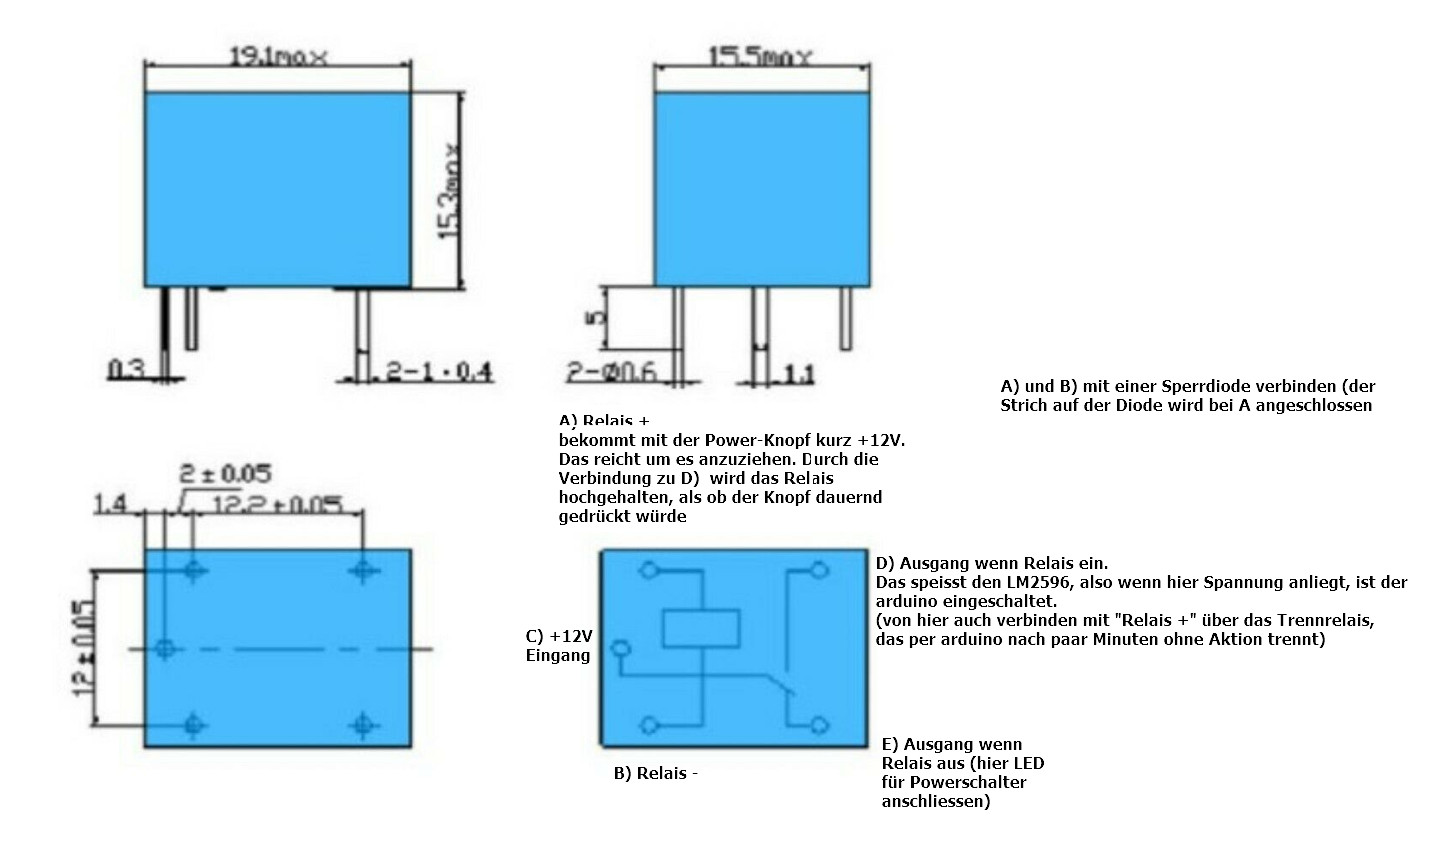 19.1max
15.5max
15.3max
0.3
2-1·0.4
5
2-Ø0.6
1.1
A) und B) mit einer Sperrdiode verbinden (der
Strich auf der Diode wird bei A angeschlossen
A) Relais +
bekommt mit der Power-Knopf kurz +12V.
Das reicht um es anzuziehen. Durch die
Verbindung zu D)  wird das Relais
hochgehalten, als ob der Knopf dauernd
gedrückt würde
2±0.05
1.4
12.2±0.05
12±0.05
C) +12V
Eingang
D) Ausgang wenn Relais ein.
Das speisst den LM2596, also wenn hier Spannung anliegt, ist der
arduino eingeschaltet.
(von hier auch verbinden mit "Relais +" über das Trennrelais,
das per arduino nach paar Minuten ohne Aktion trennt)
B) Relais -
E) Ausgang wenn
Relais aus (hier LED
für Powerschalter
anschliessen)